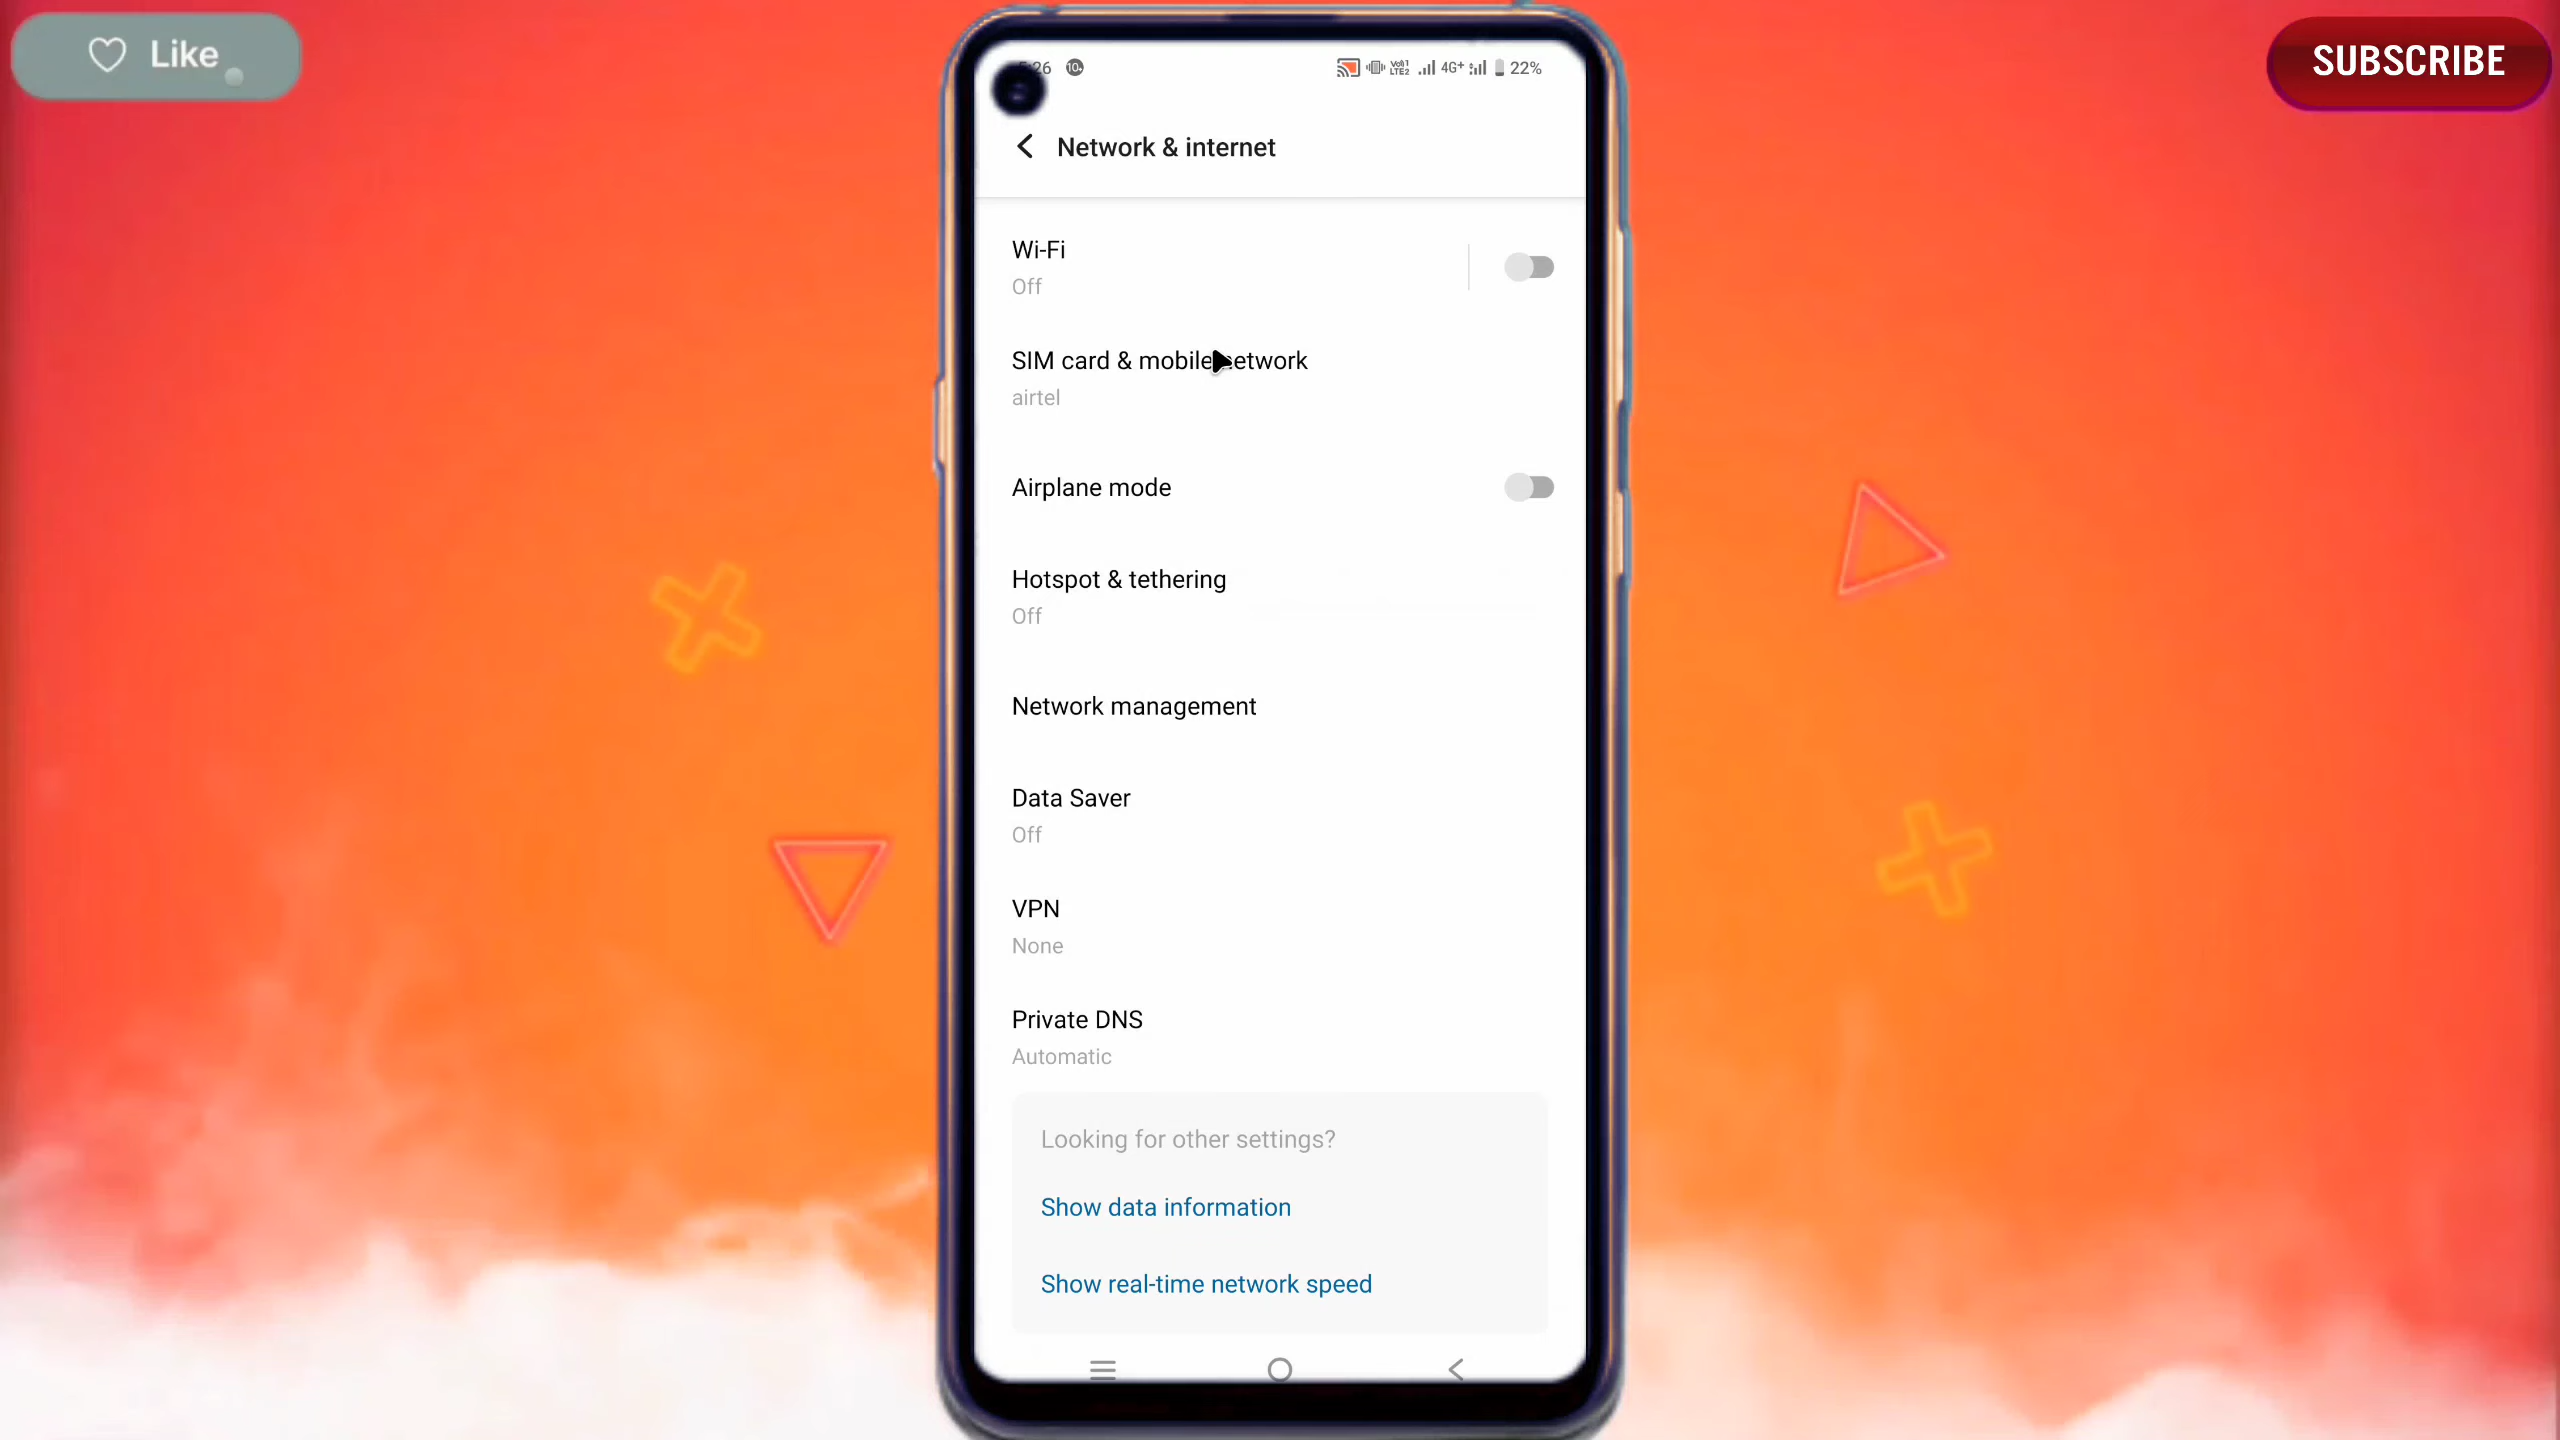 Like
SUBSCRIBE
22%
Network & internet
Wi-Fi
Off
SIM card & mobile network
airtel
Airplane mode
Hotspot & tethering
Off
Network management
Data Saver
Off
VPN
None
Private DNS
Automatic
Looking for other settings?
Show data information
Show real-time network speed